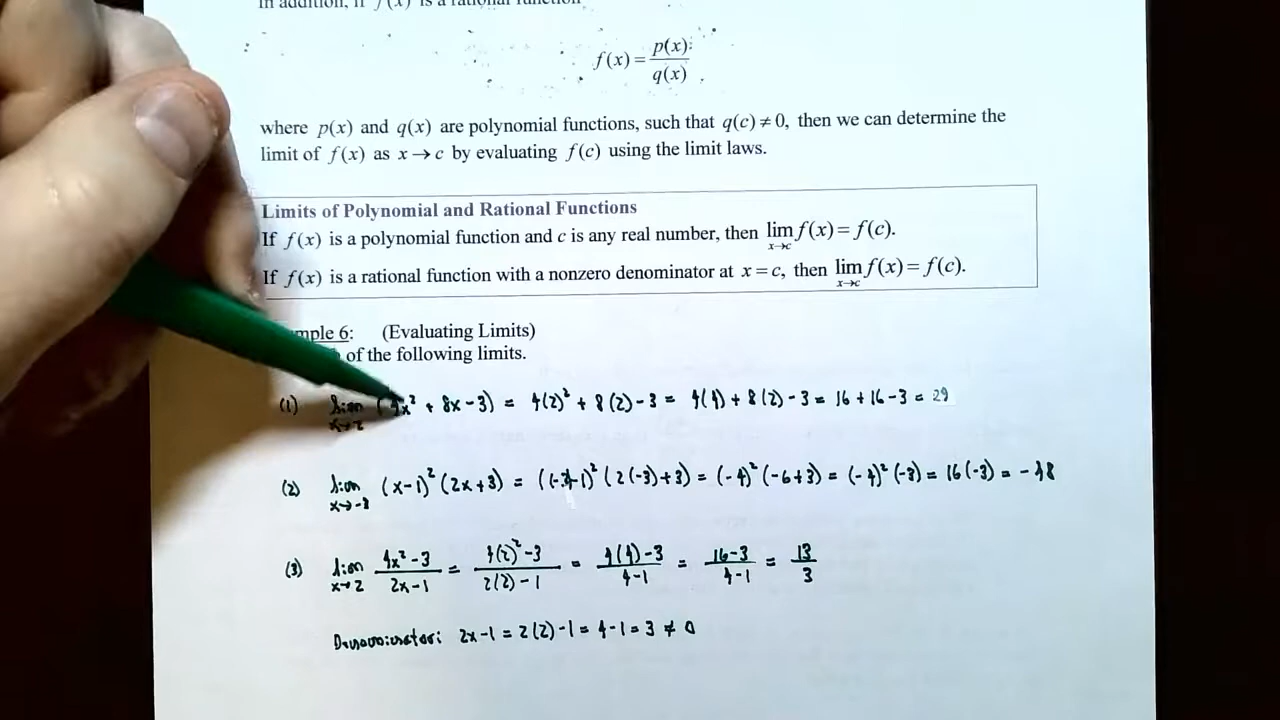 In addition, if f(x) is a rational function
f(x) = p(x)/q(x)
where p(x) and q(x) are polynomial functions, such that q(c) ≠ 0, then we can determine the
limit of f(x) as x → c by evaluating f(c) using the limit laws.
Limits of Polynomial and Rational Functions
If f(x) is a polynomial function and c is any real number, then lim x→c f(x) = f(c).
If f(x) is a rational function with a nonzero denominator at x = c, then lim x→c f(x) = f(c).
6: (Evaluating Limits)
of the following limits.
(1) lim x→2 (4x² + 8x - 3) = 4(2)² + 8(2) - 3 = 4(4) + 8(2) - 3 = 16 + 16 - 3 = 29
(2) lim x→-3 (x-1)² (2x+3) = (-3-1)² (2(-3)+3) = (-4)² (-6+3) = (-4)² (-3) = 16(-3) = -48
(3) lim x→2 4x²-3/2x-1 = 4(2)²-3/2(2)-1 = 4(4)-3/4-1 = 16-3/4-1 = 13/3
Denominator: 2x-1 = 2(2)-1 = 4-1 = 3 ≠ 0